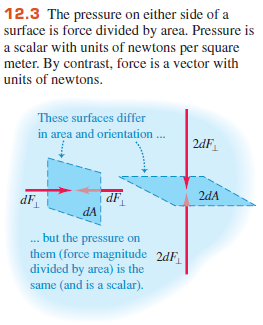 12.3 The pressure on either side of a
surface is force divided by area. Pressure is
a scalar with units of newtons per square
meter. By contrast, force is a vector with
units of newtons.
These surfaces differ
in area and orientation ...
2dF⊥
dF⊥
dF⊥
2dA
dA
... but the pressure on
them (force magnitude
2dF⊥
divided by area) is the
same (and is a scalar).